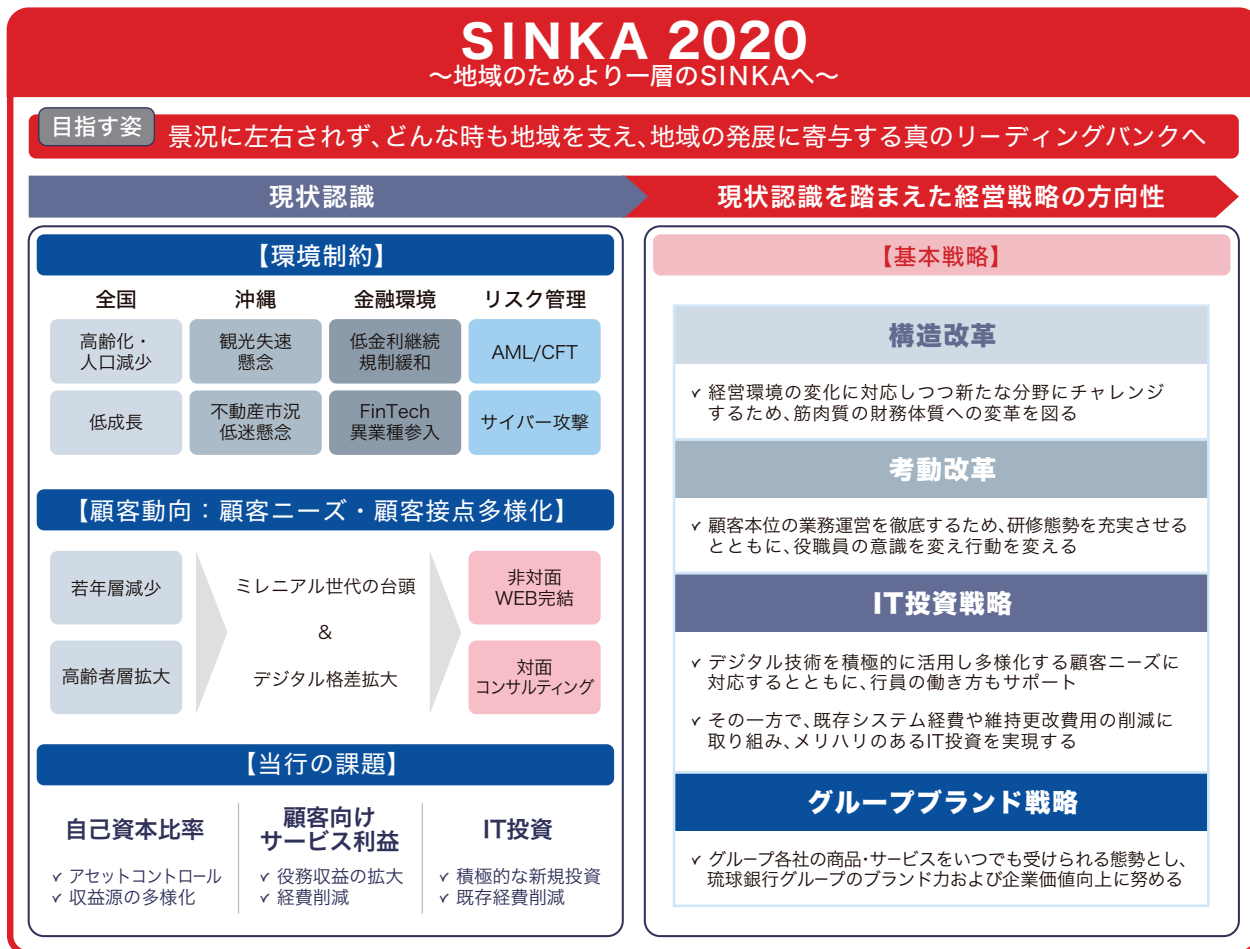 SINKA 2020
～地域のためより一層のSINKAへ～
目指す姿
景況に左右されず、どんな時も地域を支え、地域の発展に寄与する真のリーディングバンクへ
現状認識
【環境制約】
全国
沖縄
金融環境
リスク管理
高齢化・
人口減少
観光失速
懸念
低金利継続
規制緩和
AML/CFT
低成長
不動産市況
低迷懸念
FinTech
異業種参入
サイバー攻撃
【顧客動向：顧客ニーズ・顧客接点多様化】
若年層減少
高齢者層拡大
ミレニアル世代の台頭
&
デジタル格差拡大
非対面
WEB完結
対面
コンサルティング
【当行の課題】
自己資本比率
✓ アセットコントロール
✓ 収益源の多様化
顧客向け
サービス利益
✓ 役務収益の拡大
✓ 経費削減
IT投資
✓ 積極的な新規投資
✓ 既存経費削減
現状認識を踏まえた経営戦略の方向性
【基本戦略】
構造改革
✓ 経営環境の変化に対応しつつ新たな分野にチャレンジ
するため、筋肉質の財務体質への変革を図る
考動改革
✓ 顧客本位の業務運営を徹底するため、研修態勢を充実させる
とともに、役職員の意識を変え行動を変える
IT投資戦略
✓ デジタル技術を積極的に活用し多様化する顧客ニーズに
対応するとともに、行員の働き方もサポート
✓ その一方で、既存システム経費や維持更改費用の削減に
取り組み、メリハリのあるIT投資を実現する
グループブランド戦略
✓ グループ各社の商品・サービスをいつでも受けられる態勢とし、
琉球銀行グループのブランド力および企業価値向上に努める